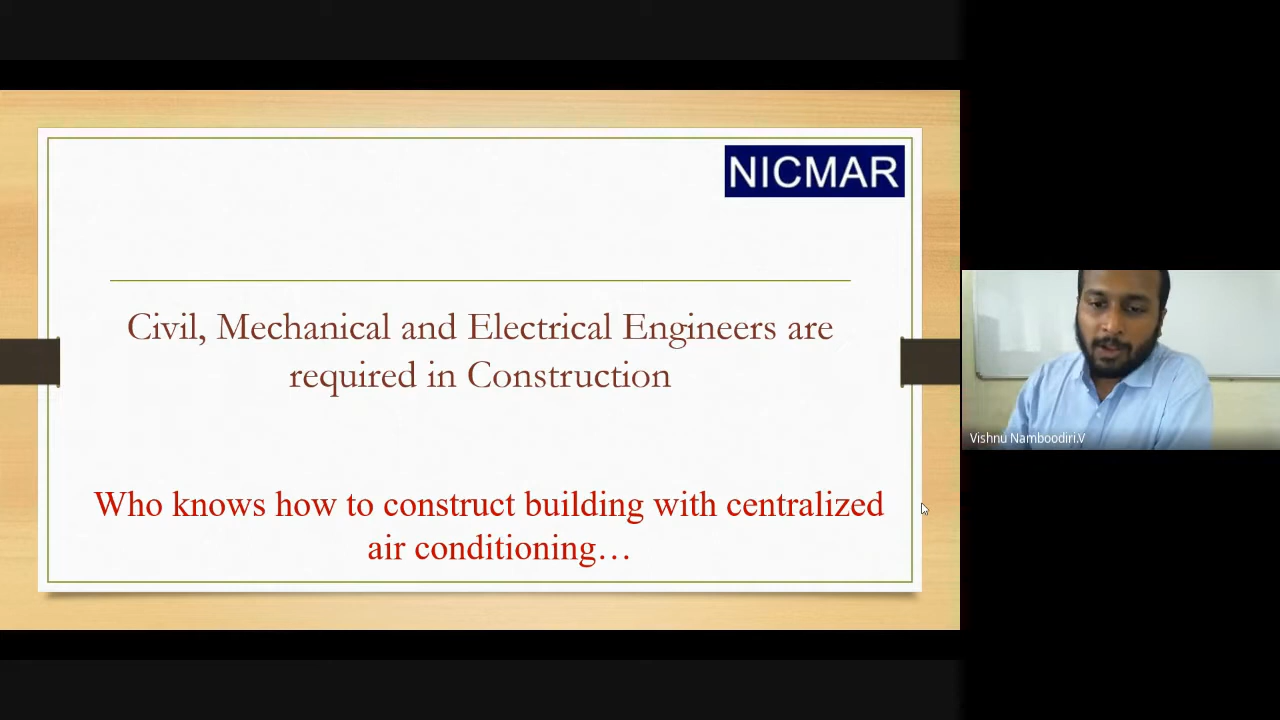 NICMAR
Civil, Mechanical and Electrical Engineers are
required in Construction
Who knows how to construct building with centralized
air conditioning…
Vishnu Namboodiri.V